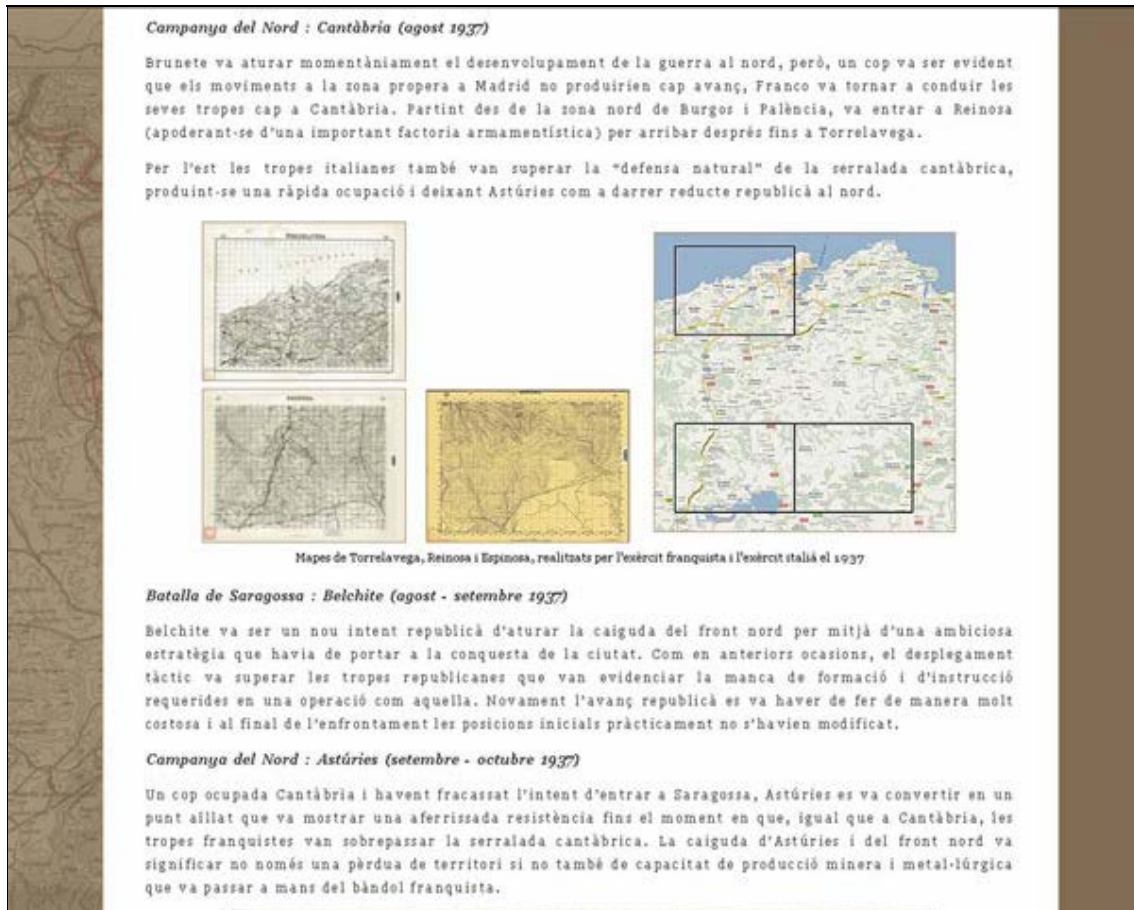 Campanya del Nord : Cantàbria (agost 1937)
Brunete va aturar momentàniament el desenvolupament de la guerra al nord, però, un cop va ser evident
que els moviments a la zona propera a Madrid no produirien cap avanç, Franco va tornar a conduir les
seves tropes cap a Cantàbria. Partint des de la zona nord de Burgos i Palència, va entrar a Reinosa
(apoderant-se d'una important factoria armamentística) per arribar després fins a Torrelavega.
Per l'est les tropes italianes també van superar la "defensa natural" de la serralada cantàbrica,
produint-se una ràpida ocupació i deixant Astúries com a darrer reducte republicà al nord.
Mapes de Torrelavega, Reinosa i Espinosa, realitzats per l'exèrcit franquista i l'exèrcit italià el 1937
Batalla de Saragossa : Belchite (agost - setembre 1937)
Belchite va ser un nou intent republicà d'aturar la caiguda del front nord per mitjà d'una ambiciosa
estratègia que havia de portar a la conquesta de la ciutat. Com en anteriors ocasions, el desplegament
tàctic va superar les tropes republicanes que van evidenciar la manca de formació i d'instrucció
requerides en una operació com aquella. Novament l'avanç republicà es va haver de fer de manera molt
costosa i al final de l'enfrontament les posicions inicials pràcticament no s'havien modificat.
Campanya del Nord : Astúries (setembre - octubre 1937)
Un cop ocupada Cantàbria i havent fracassat l'intent d'entrar a Saragossa, Astúries es va convertir en un
punt aïllat que va mostrar una aferrissada resistència fins el moment en que, igual que a Cantàbria, les
tropes franquistes van sobrepassar la serralada cantàbrica. La caiguda d'Astúries i del front nord va
significar no només una pèrdua de territori si no també de capacitat de producció minera i metal·lúrgica
que va passar a mans del bàndol franquista.